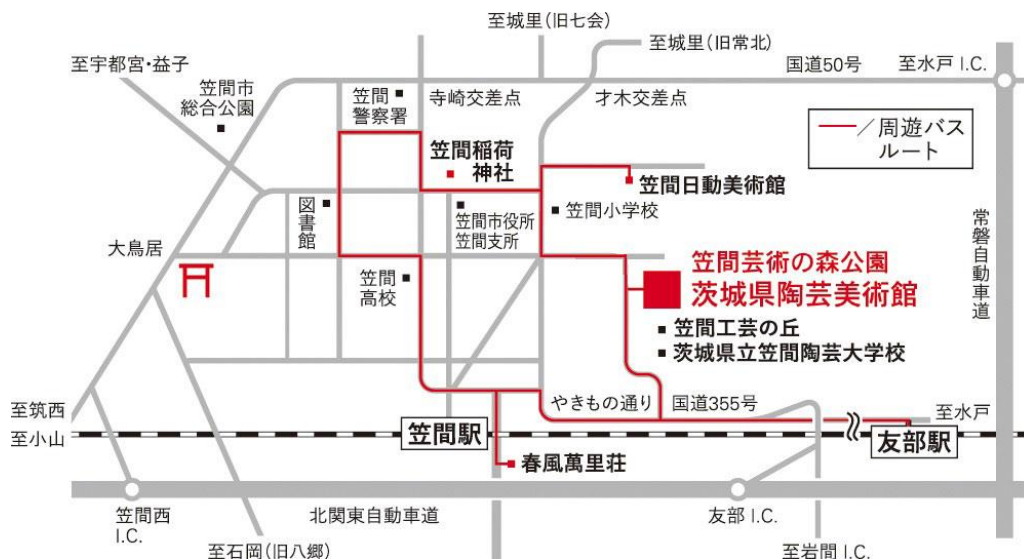 至城里(旧七会)
至城里(旧常北)
至宇都宮・益子
国道50号
至水戸 I.C.
笠間市
総合公園
笠間
警察署
寺崎交差点
才木交差点
／周遊バス
ルート
笠間稲荷
神社
笠間日動美術館
図書館
笠間市役所
笠間支所
笠間小学校
常磐自動車道
大鳥居
笠間
高校
笠間芸術の森公園
茨城県陶芸美術館
笠間工芸の丘
茨城県立笠間陶芸大学校
至筑西
至小山
やきもの通り
国道355号
至水戸
笠間駅
友部駅
春風萬里荘
笠間西
I.C.
北関東自動車道
友部 I.C.
至石岡(旧八郷)
至岩間 I.C.